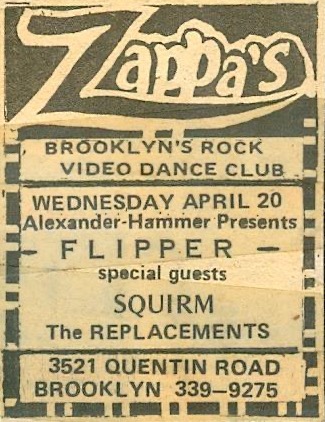 Zappa's
BROOKLYN'S ROCK
VIDEO DANCE CLUB
WEDNESDAY APRIL 20
Alexander-Hammer Presents
- FLIPPER -
special guests
SQUIRM
The REPLACEMENTS
3521 QUENTIN ROAD
BROOKLYN 339-9275